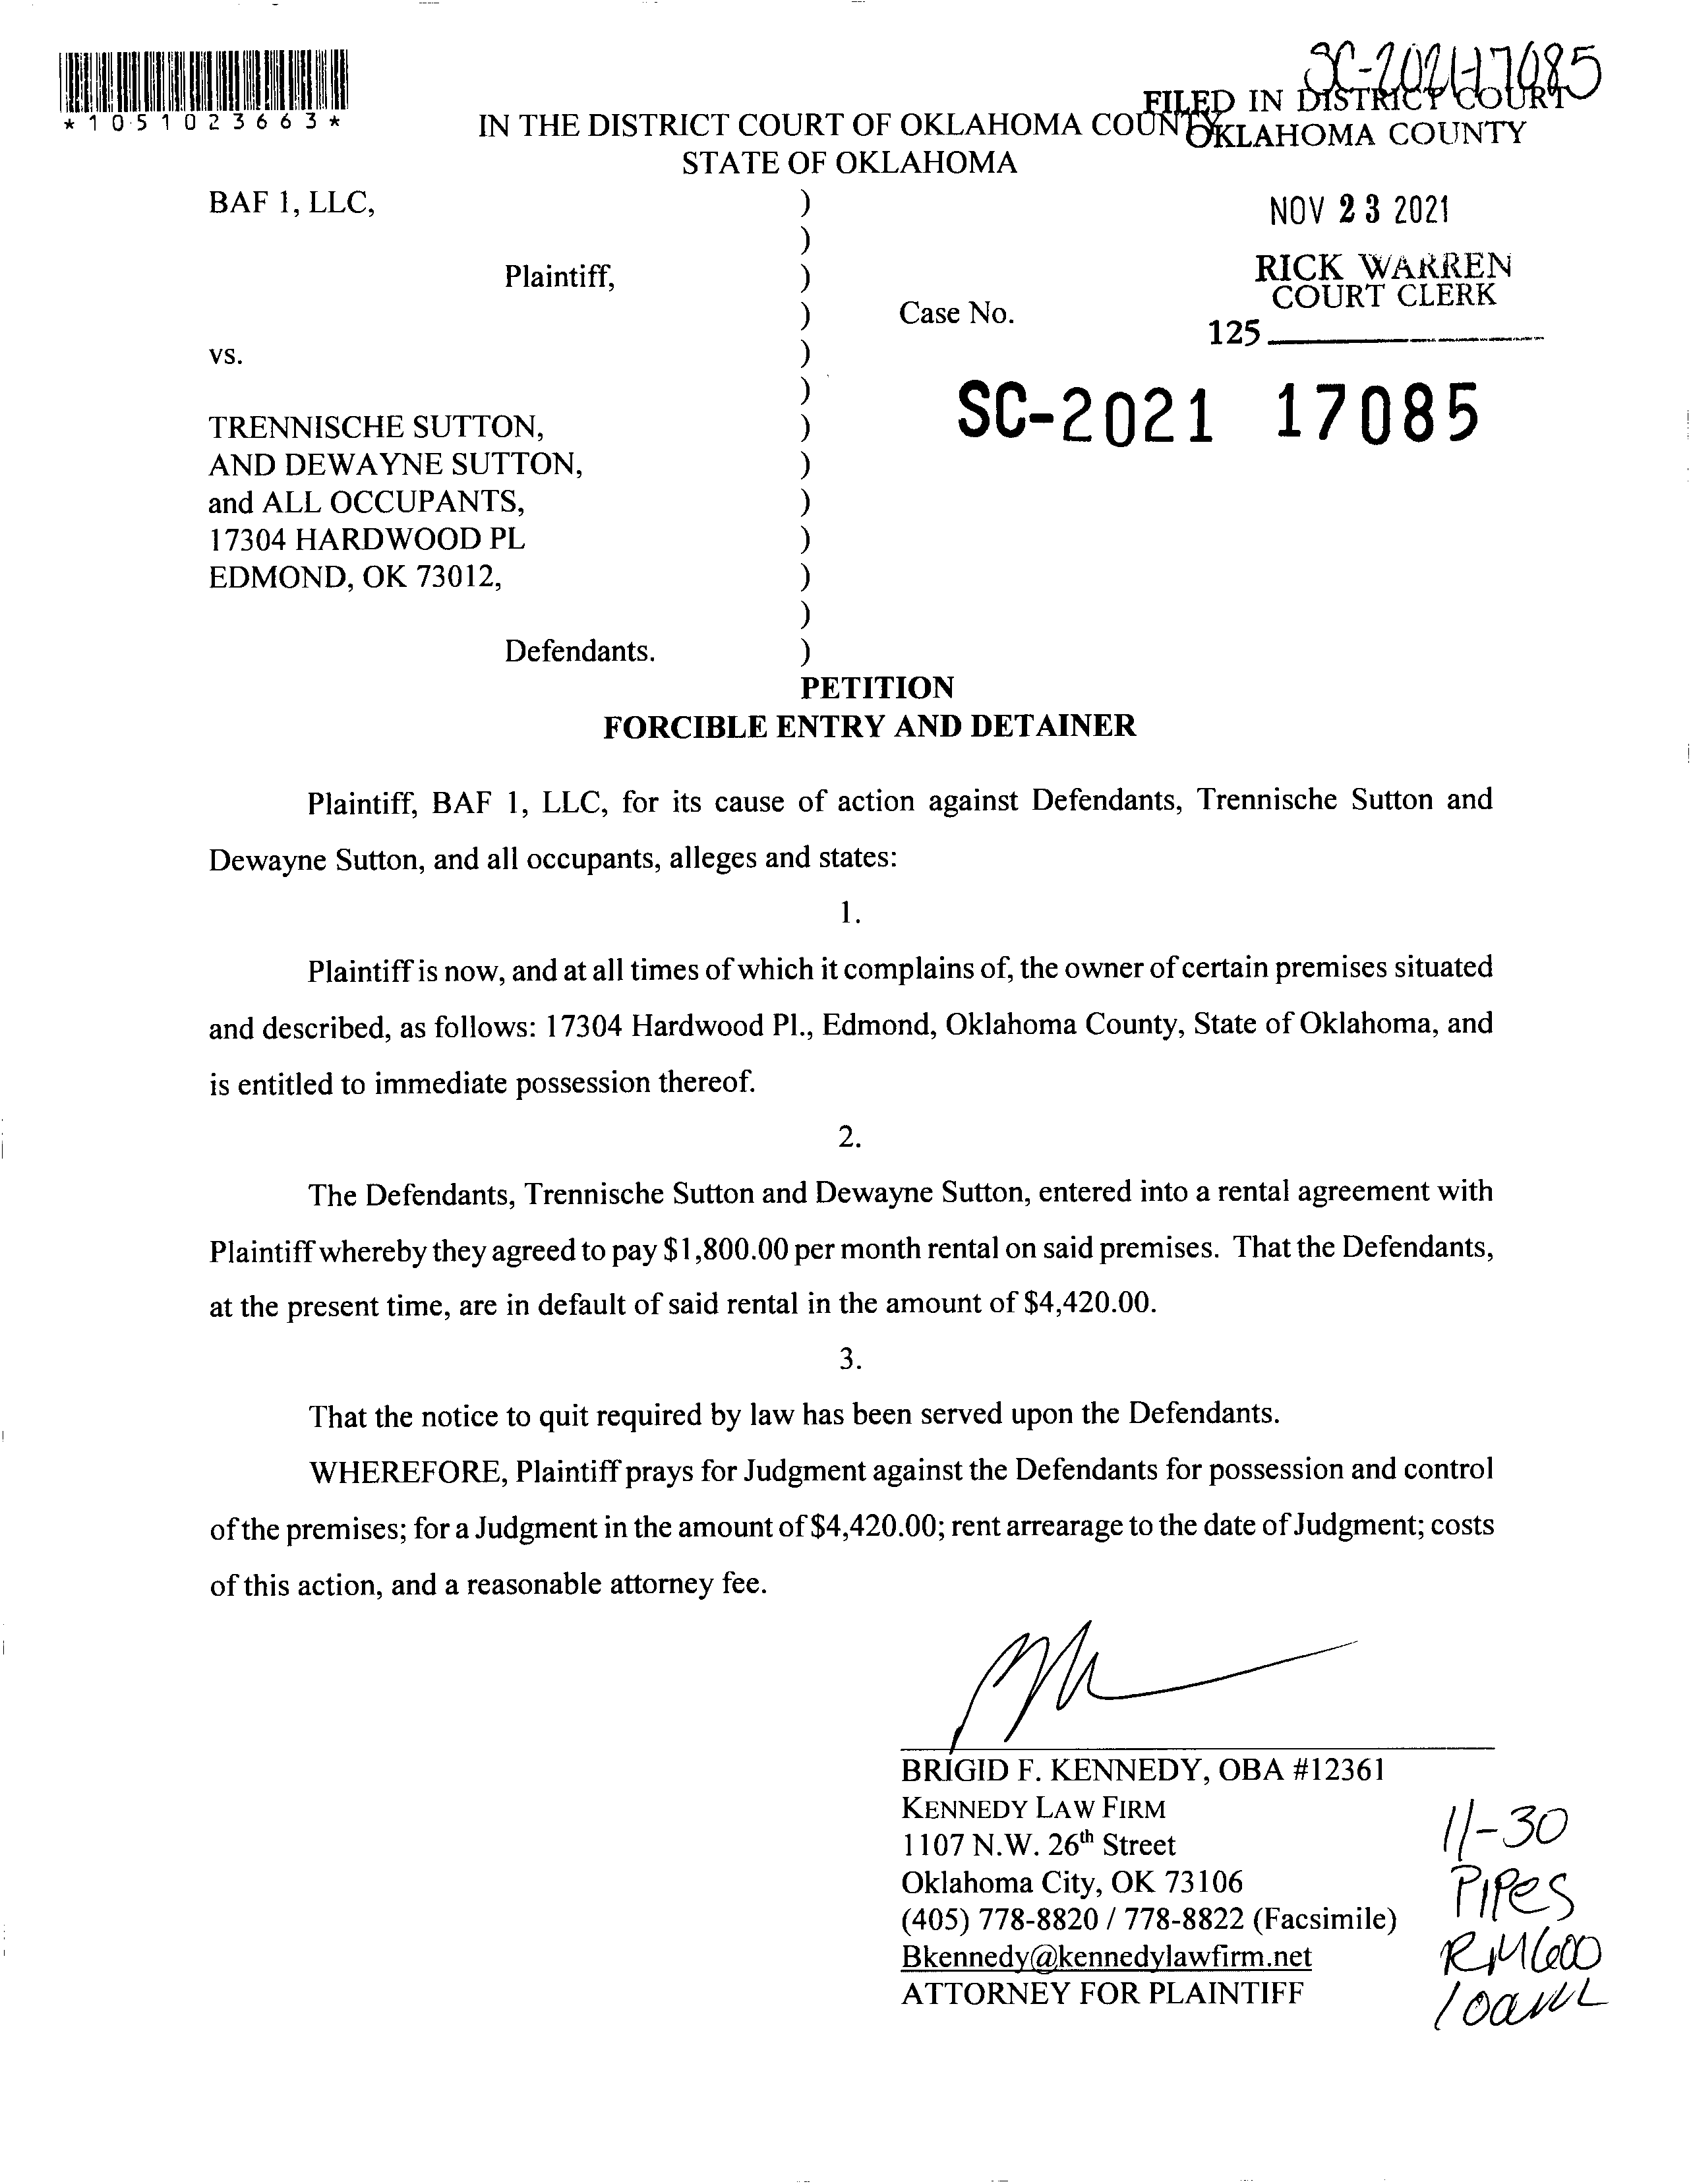 SC-2021-17085
*1051023663*
FILED IN DISTRICT COURT
OKLAHOMA COUNTY
IN THE DISTRICT COURT OF OKLAHOMA COUNTY
STATE OF OKLAHOMA
NOV 23 2021
RICK WARREN
COURT CLERK
125
BAF 1, LLC, )
)
Plaintiff, )
) Case No.
vs. )
) SC-2021 17085
TRENNISCHE SUTTON, )
AND DEWAYNE SUTTON, )
and ALL OCCUPANTS, )
17304 HARDWOOD PL )
EDMOND, OK 73012, )
)
Defendants. )
PETITION
FORCIBLE ENTRY AND DETAINER
Plaintiff, BAF 1, LLC, for its cause of action against Defendants, Trennische Sutton and
Dewayne Sutton, and all occupants, alleges and states:
1.
Plaintiff is now, and at all times of which it complains of, the owner of certain premises situated
and described, as follows: 17304 Hardwood Pl., Edmond, Oklahoma County, State of Oklahoma, and
is entitled to immediate possession thereof.
2.
The Defendants, Trennische Sutton and Dewayne Sutton, entered into a rental agreement with
Plaintiff whereby they agreed to pay $1,800.00 per month rental on said premises. That the Defendants,
at the present time, are in default of said rental in the amount of $4,420.00.
3.
That the notice to quit required by law has been served upon the Defendants.
WHEREFORE, Plaintiff prays for Judgment against the Defendants for possession and control
of the premises; for a Judgment in the amount of $4,420.00; rent arrearage to the date of Judgment; costs
of this action, and a reasonable attorney fee.
BRIGID F. KENNEDY, OBA #12361
KENNEDY LAW FIRM
1107 N.W. 26th Street
Oklahoma City, OK 73106
(405) 778-8820 / 778-8822 (Facsimile)
Bkennedy@kennedylawfirm.net
ATTORNEY FOR PLAINTIFF
11-30
PIPES
RM600
10am